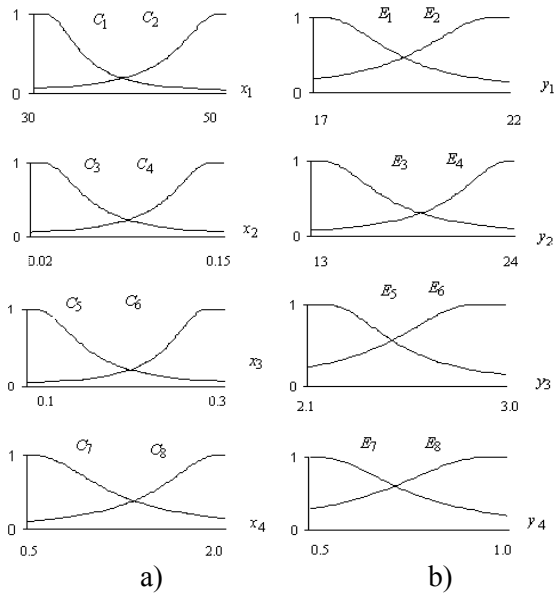 C1 C2
1
0
x1
30 50
E1 E2
1
0
y1
17 22
C3 C4
1
0
x2
0.02 0.15
E3 E4
1
0
y2
13 24
C5 C6
1
0
x3
0.1 0.3
E5 E6
1
0
y3
2.1 3.0
C7 C8
1
0
x4
0.5 2.0
E7 E8
1
0
y4
0.5 1.0
a) b)